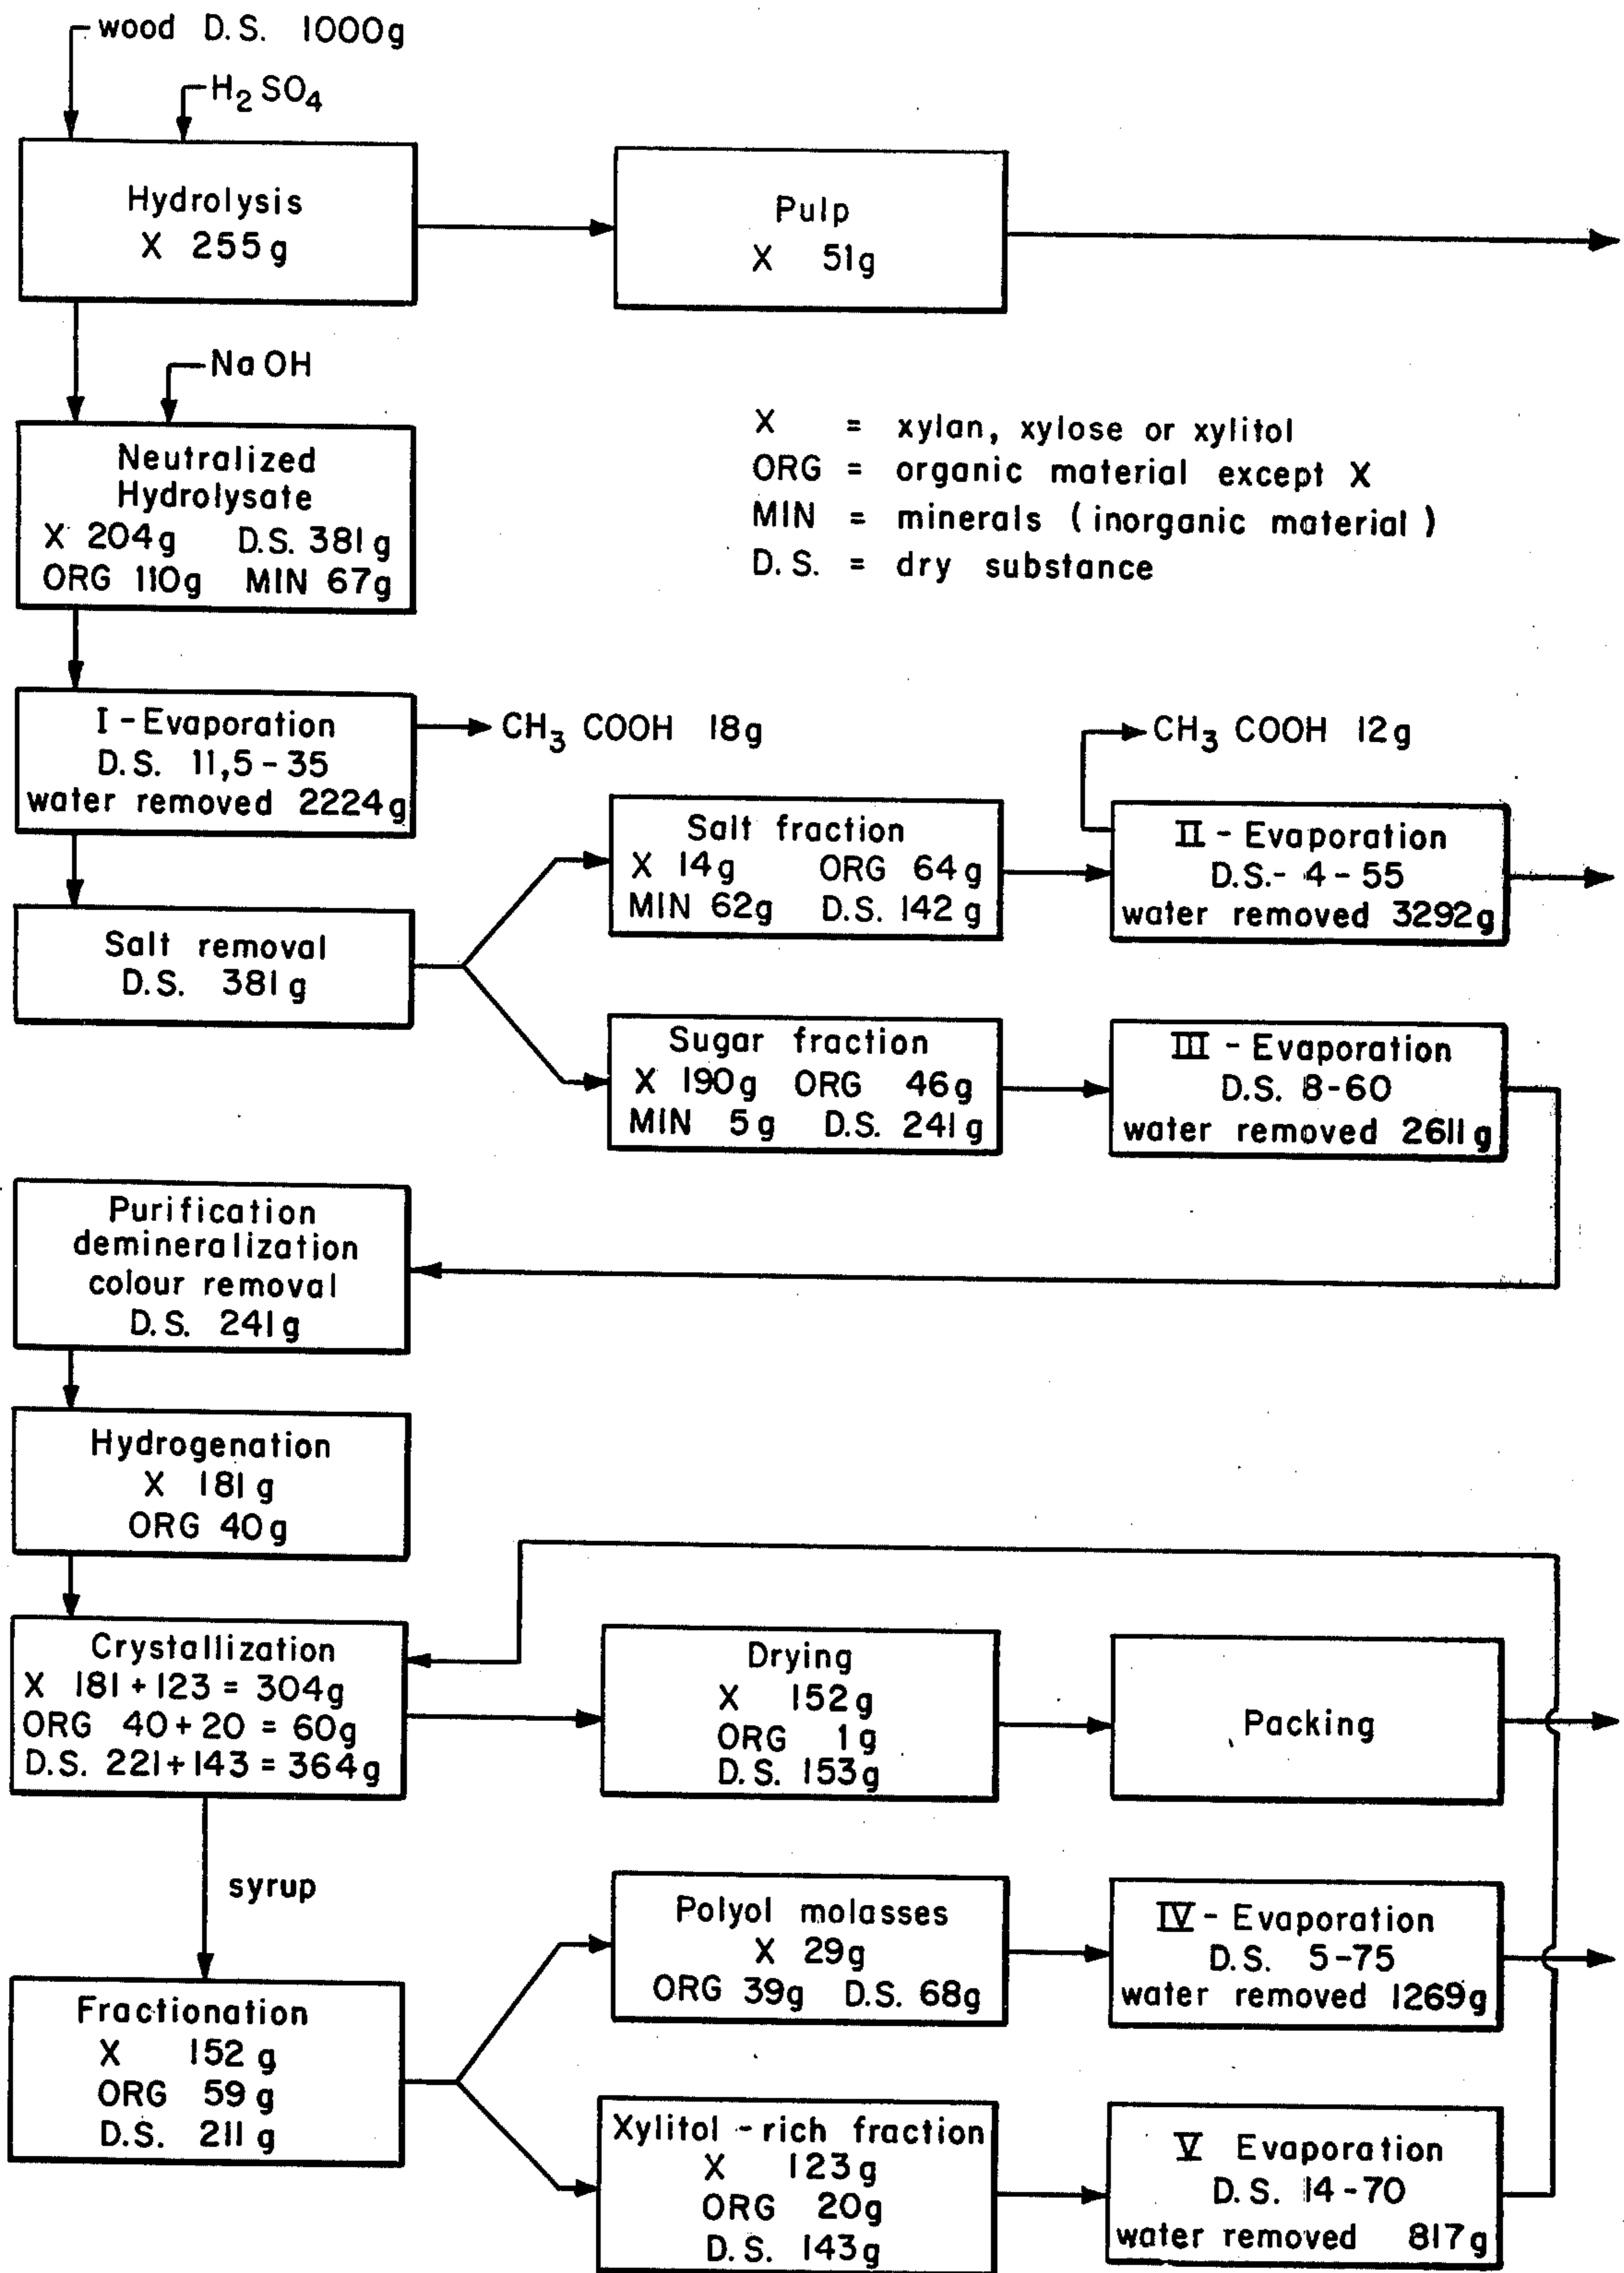 wood D.S. 1000g
H2SO4
Hydrolysis
X 255g
Pulp
X 51g
NaOH
Neutralized
Hydrolysate
X 204g D.S. 381g
ORG 110g MIN 67g
X = xylan, xylose or xylitol
ORG = organic material except X
MIN = minerals (inorganic material)
D.S. = dry substance
I-Evaporation
D.S. 11,5-35
water removed 2224g
CH3 COOH 18g
CH3 COOH 12g
Salt fraction
X 14g ORG 64g
MIN 62g D.S. 142g
II - Evaporation
D.S.- 4-55
water removed 3292g
Salt removal
D.S. 381g
Sugar fraction
X 190g ORG 46g
MIN 5g D.S. 241g
III - Evaporation
D.S. 8-60
water removed 2611g
Purification
demineralization
colour removal
D.S. 241g
Hydrogenation
X 181g
ORG 40g
Crystallization
X 181+123 = 304g
ORG 40+20 = 60g
D.S. 221+143 = 364g
Drying
X 152g
ORG 1g
D.S. 153g
Packing
syrup
Polyol molasses
X 29g
ORG 39g D.S. 68g
IV - Evaporation
D.S. 5-75
water removed 1269g
Fractionation
X 152 g
ORG 59 g
D.S. 211 g
Xylitol-rich fraction
X 123g
ORG 20g
D.S. 143g
V Evaporation
D.S. 14-70
water removed 817g